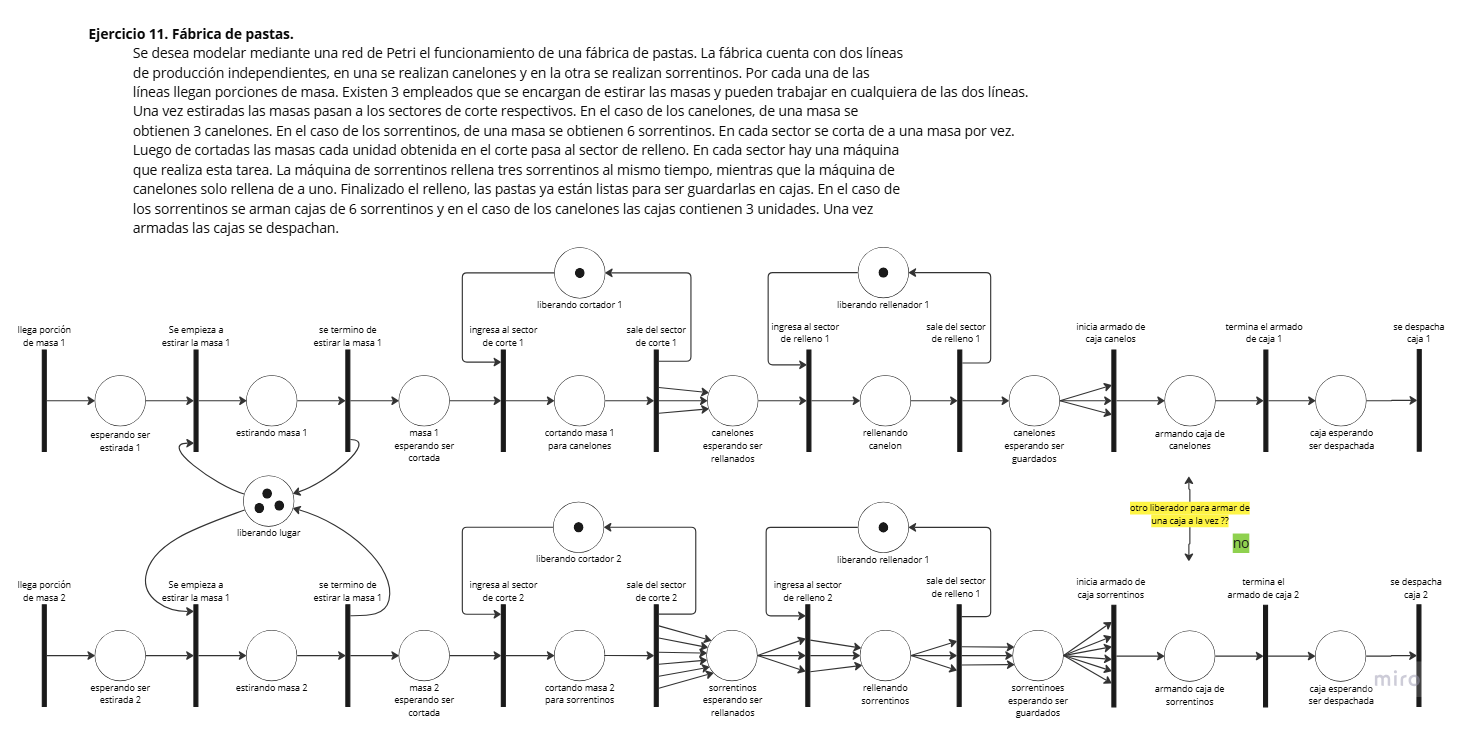 Ejercicio 11. Fábrica de pastas.
Se desea modelar mediante una red de Petri el funcionamiento de una fábrica de pastas. La fábrica cuenta con dos líneas
de producción independientes, en una se realizan canelones y en la otra se realizan sorrentinos. Por cada una de las
líneas llegan porciones de masa. Existen 3 empleados que se encargan de estirar las masas y pueden trabajar en cualquiera de las dos líneas.
Una vez estiradas las masas pasan a los sectores de corte respectivos. En el caso de los canelones, de una masa se
obtienen 3 canelones. En el caso de los sorrentinos, de una masa se obtienen 6 sorrentinos. En cada sector se corta de a una masa por vez.
Luego de cortadas las masas cada unidad obtenida en el corte pasa al sector de relleno. En cada sector hay una máquina
que realiza esta tarea. La máquina de sorrentinos rellena tres sorrentinos al mismo tiempo, mientras que la máquina de
canelones solo rellena de a uno. Finalizado el relleno, las pastas ya están listas para ser guardarlas en cajas. En el caso de
los sorrentinos se arman cajas de 6 sorrentinos y en el caso de los canelones las cajas contienen 3 unidades. Una vez
armadas las cajas se despachan.
liberando cortador 1
liberando rellenador 1
llega porción
de masa 1
Se empieza a
estirar la masa 1
se termino de
estirar la masa 1
ingresa al sector
de corte 1
sale del sector
de corte 1
ingresa al sector
de relleno 1
sale del sector
de relleno 1
inicia armado de
caja canelos
termina el armado
de caja 1
se despacha
caja 1
esperando ser
estirada 1
estirando masa 1
masa 1
esperando ser
cortada
cortando masa 1
para canelones
canelones
esperando ser
rellanados
rellenando
canelon
canelones
esperando ser
guardados
armando caja de
canelones
caja esperando
ser despachada
liberando lugar
otro liberador para armar de
una caja a la vez ??
no
liberando cortador 2
liberando rellenador 1
llega porción
de masa 2
Se empieza a
estirar la masa 1
se termino de
estirar la masa 1
ingresa al sector
de corte 2
sale del sector
de corte 2
ingresa al sector
de relleno 2
sale del sector
de relleno 1
inicia armado de
caja sorrentinos
termina el
armado de caja 2
se despacha
caja 2
esperando ser
estirada 2
estirando masa 2
masa 2
esperando ser
cortada
cortando masa 2
para sorrentinos
sorrentinos
esperando ser
rellanados
rellenando
sorrentinos
sorrentinoes
esperando ser
guardados
armando caja de
sorrentinos
caja esperando
ser despachada
miro